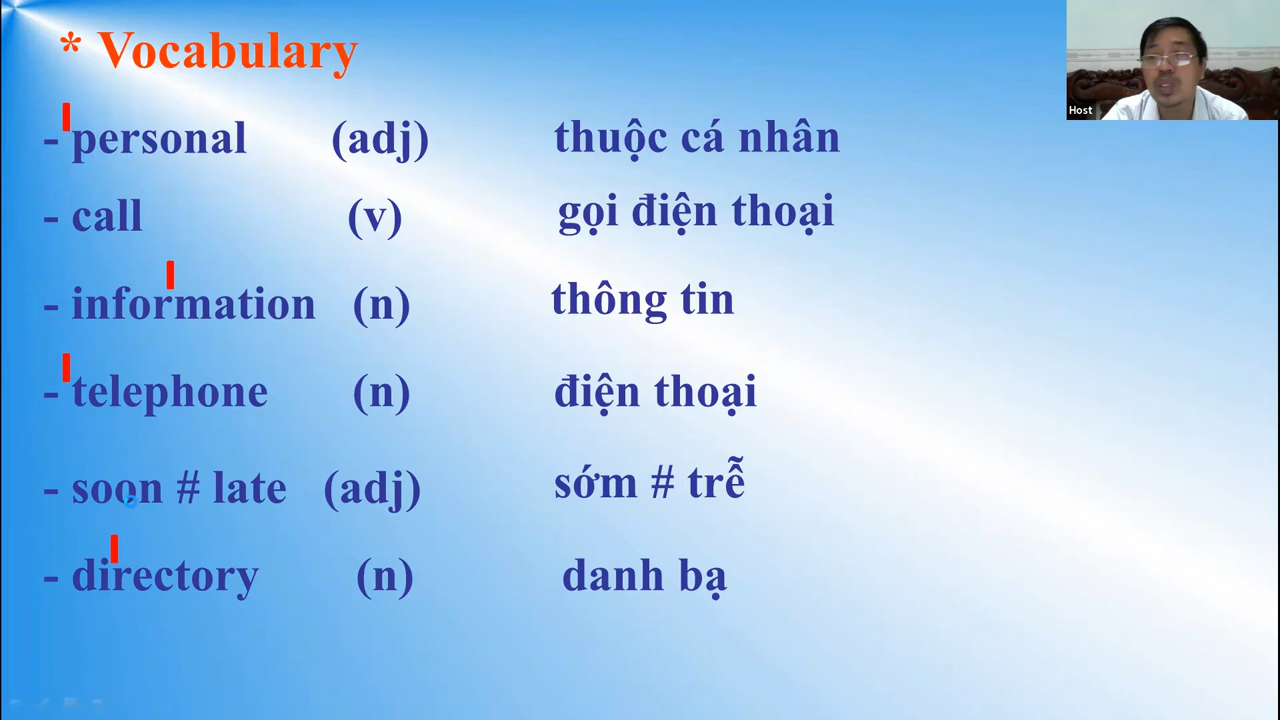 * Vocabulary
- personal (adj) thuộc cá nhân
- call (v) gọi điện thoại
- information (n) thông tin
- telephone (n) điện thoại
- soon # late (adj) sớm # trễ
- directory (n) danh bạ
Host